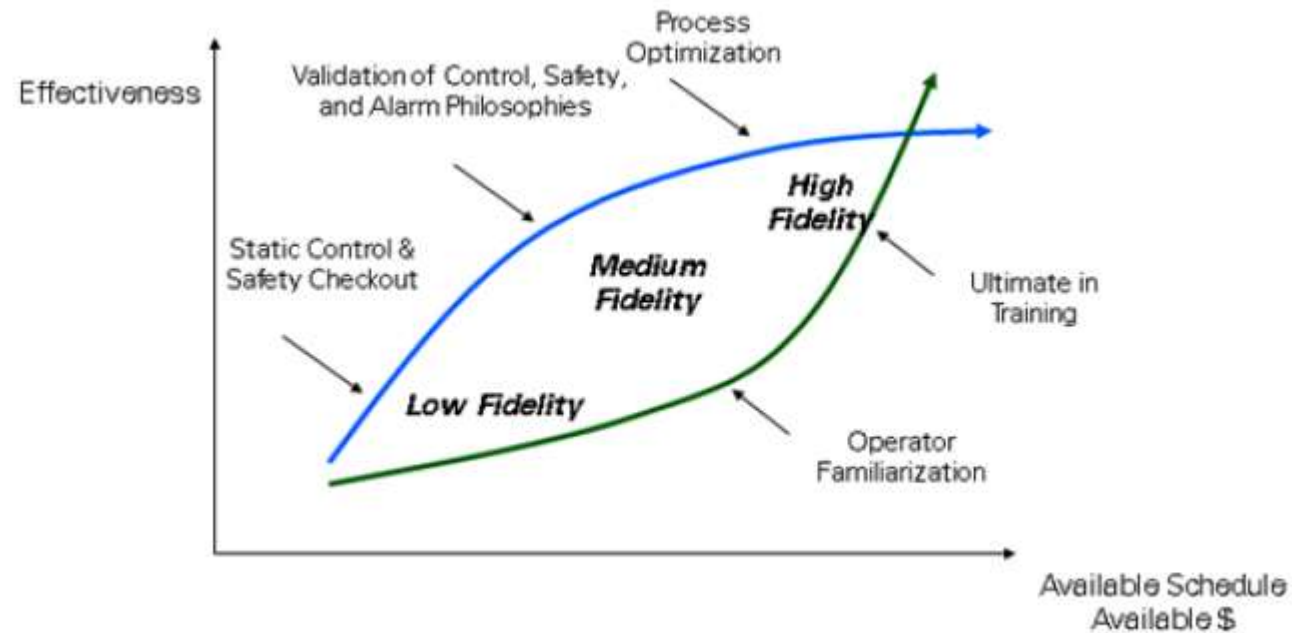 Process
Optimization
Effectiveness
Validation of Control, Safety,
and Alarm Philosophies
High
Fidelity
Static Control &
Safety Checkout
Medium
Fidelity
Ultimate in
Training
Low Fidelity
Operator
Familiarization
Available Schedule
Available $